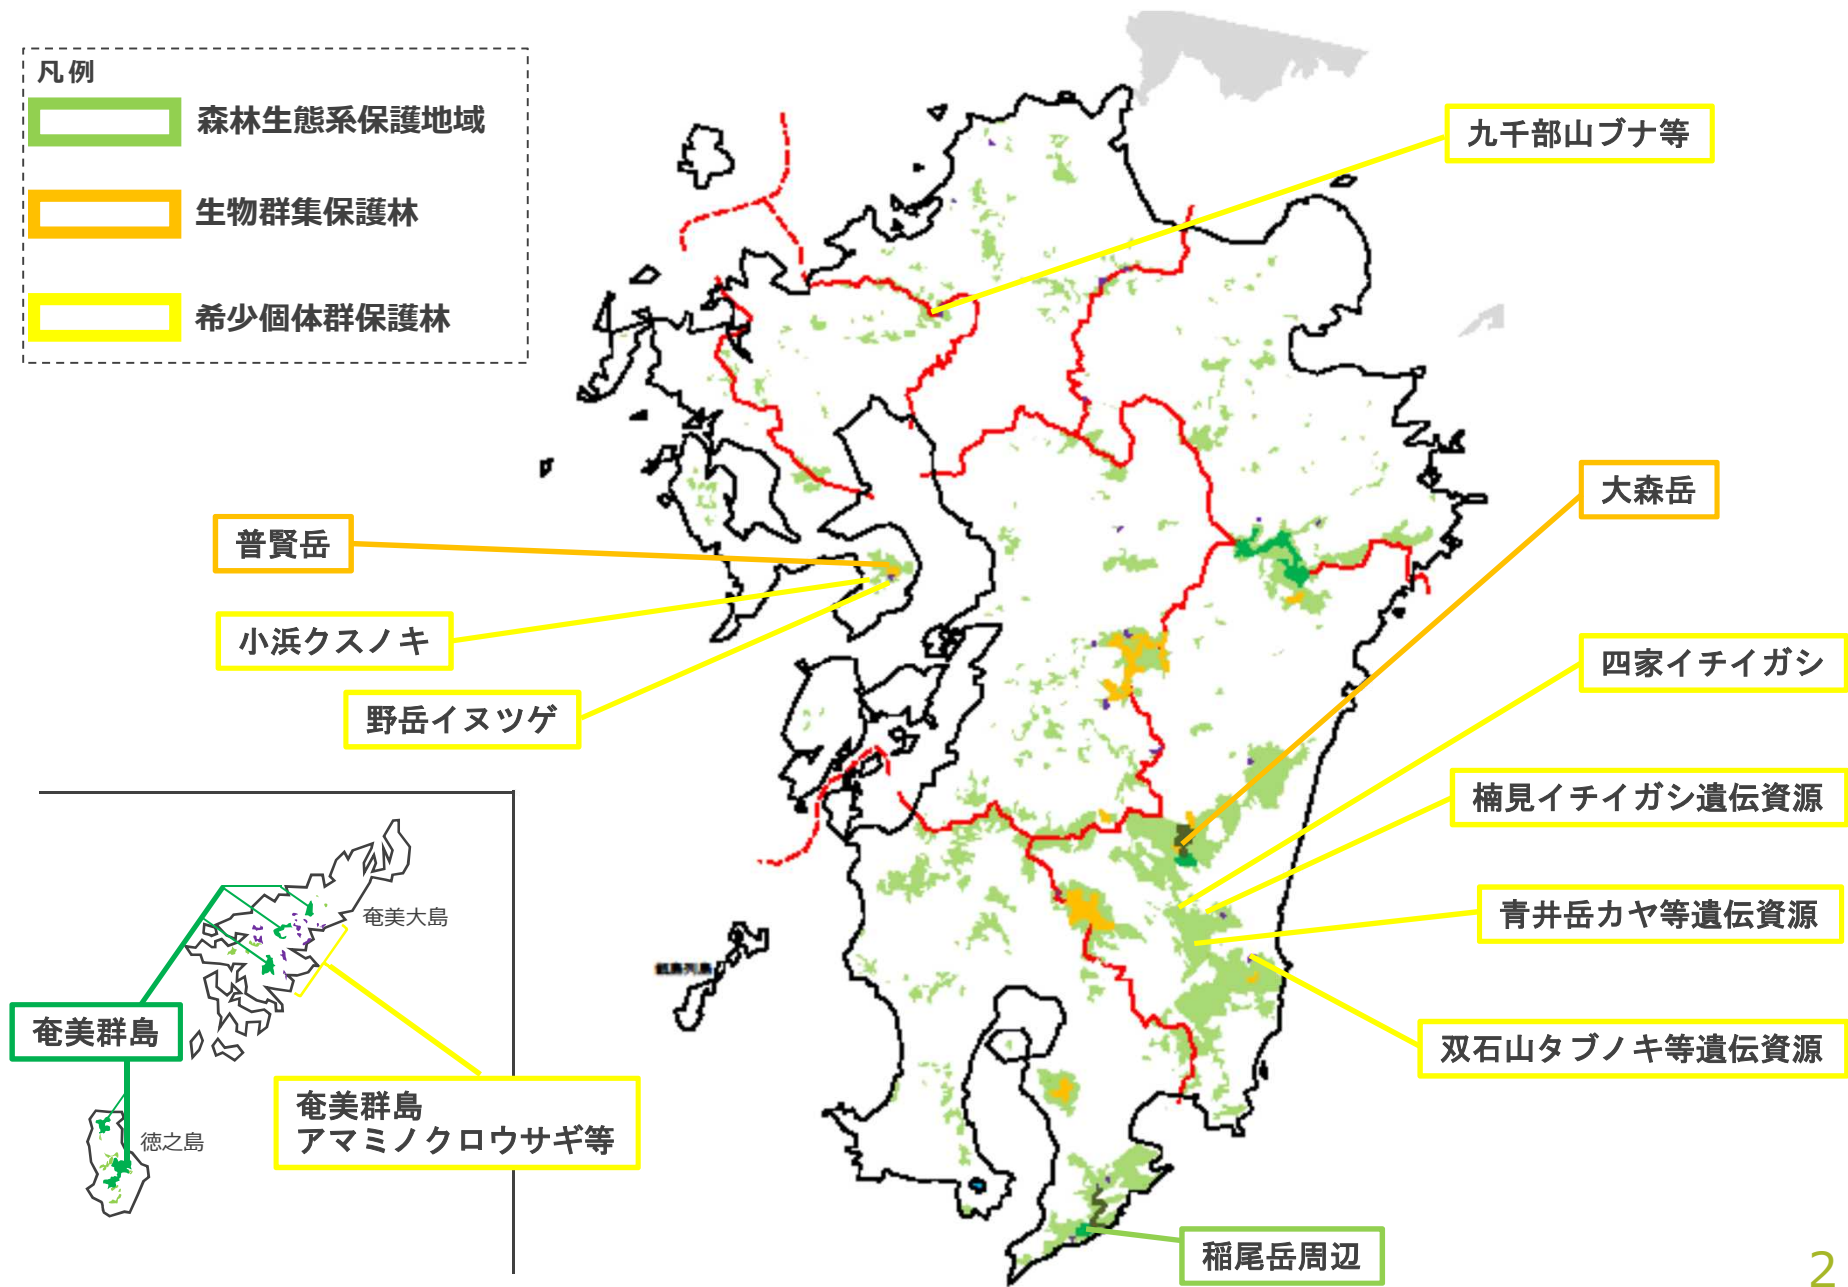 凡例
森林生態系保護地域
生物群集保護林
希少個体群保護林
九千部山ブナ等
大森岳
普賢岳
小浜クスノキ
四家イチイガシ
野岳イヌツゲ
楠見イチイガシ遺伝資源
青井岳カヤ等遺伝資源
奄美大島
甑島列島
奄美群島
双石山タブノキ等遺伝資源
奄美群島
アマミノクロウサギ等
徳之島
稲尾岳周辺
2